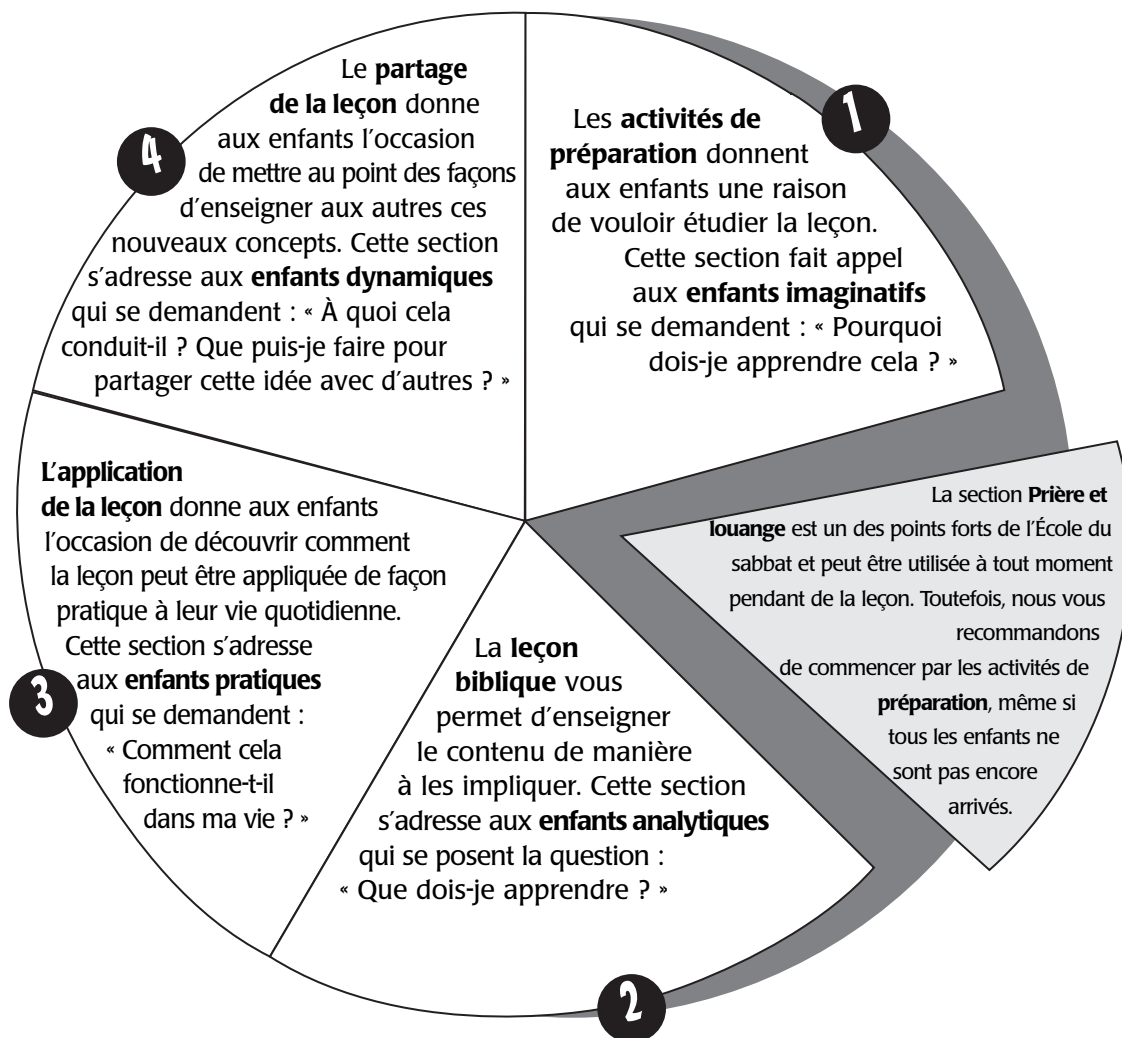 1
Les activités de
préparation donnent
aux enfants une raison
de vouloir étudier la leçon.
Cette section fait appel
aux enfants imaginatifs
qui se demandent : « Pourquoi
dois-je apprendre cela ? »
La section Prière et
louange est un des points forts de l'École du
sabbat et peut être utilisée à tout moment
pendant de la leçon. Toutefois, nous vous
recommandons
de commencer par les activités de
préparation, même si
tous les enfants ne
sont pas encore
arrivés.
2
La leçon
biblique vous
permet d'enseigner
le contenu de manière
à les impliquer. Cette section
s'adresse aux enfants analytiques
qui se posent la question :
« Que dois-je apprendre ? »
3
L'application
de la leçon donne aux enfants
l'occasion de découvrir comment
la leçon peut être appliquée de façon
pratique à leur vie quotidienne.
Cette section s'adresse
aux enfants pratiques
qui se demandent :
« Comment cela
fonctionne-t-il
dans ma vie ? »
4
Le partage
de la leçon donne
aux enfants l'occasion
de mettre au point des façons
d'enseigner aux autres ces
nouveaux concepts. Cette section
s'adresse aux enfants dynamiques
qui se demandent : « À quoi cela
conduit-il ? Que puis-je faire pour
partager cette idée avec d'autres ? »